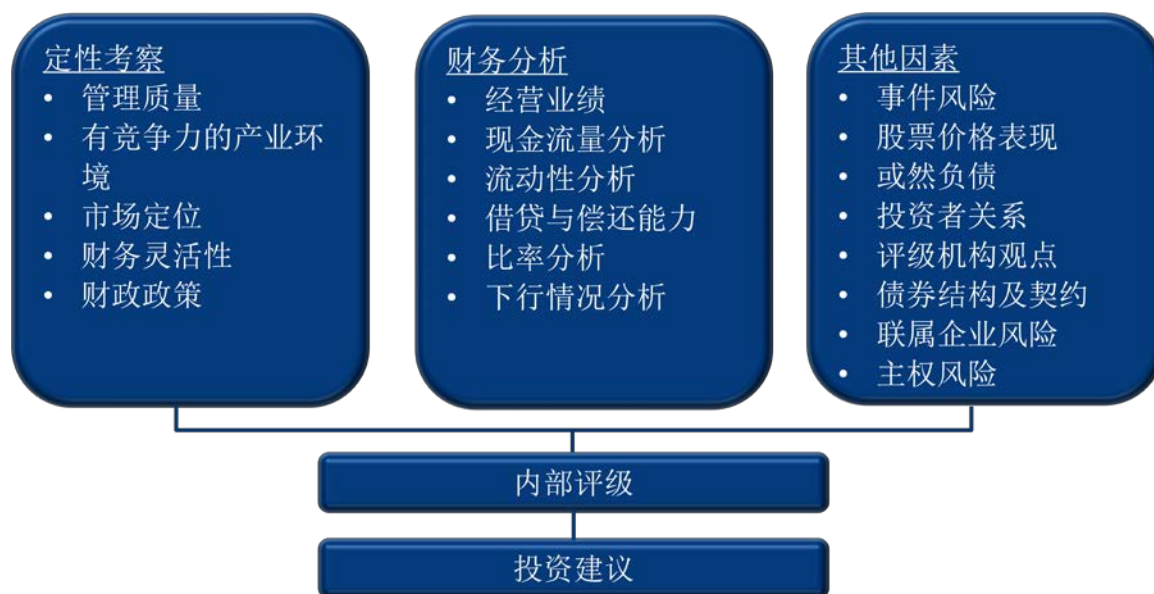 定性考察
• 管理质量
• 有竞争力的产业环
境
• 市场定位
• 财务灵活性
• 财政政策
财务分析
• 经营业绩
• 现金流量分析
• 流动性分析
• 借贷与偿还能力
• 比率分析
• 下行情况分析
其他因素
• 事件风险
• 股票价格表现
• 或然负债
• 投资者关系
• 评级机构观点
• 债券结构及契约
• 联属企业风险
• 主权风险
内部评级
投资建议